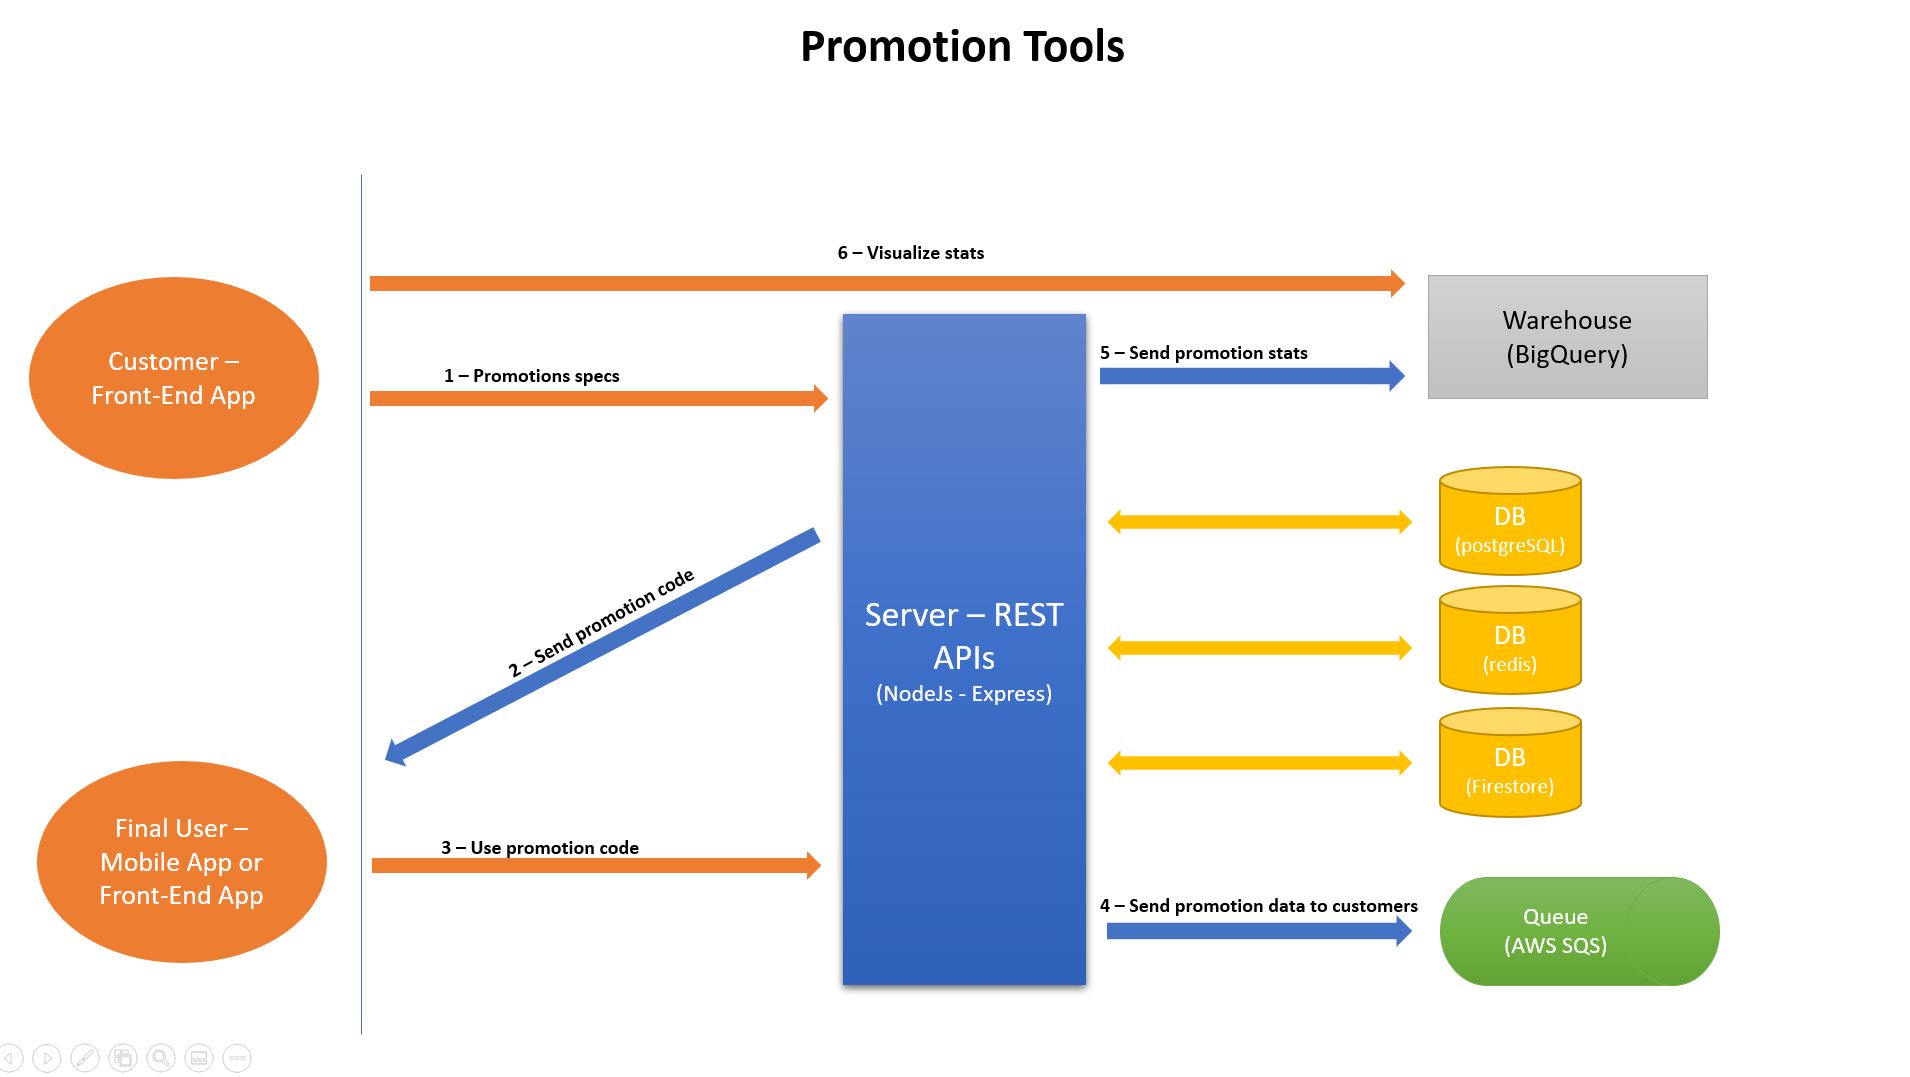 Promotion Tools
6 – Visualize stats
Customer –
Front-End App
1 – Promotions specs
5 – Send promotion stats
Warehouse
(BigQuery)
DB
(postgreSQL)
2 – Send promotion code
Server – REST
APIs
(NodeJs - Express)
DB
(redis)
DB
(Firestore)
Final User –
Mobile App or
Front-End App
3 – Use promotion code
4 – Send promotion data to customers
Queue
(AWS SQS)